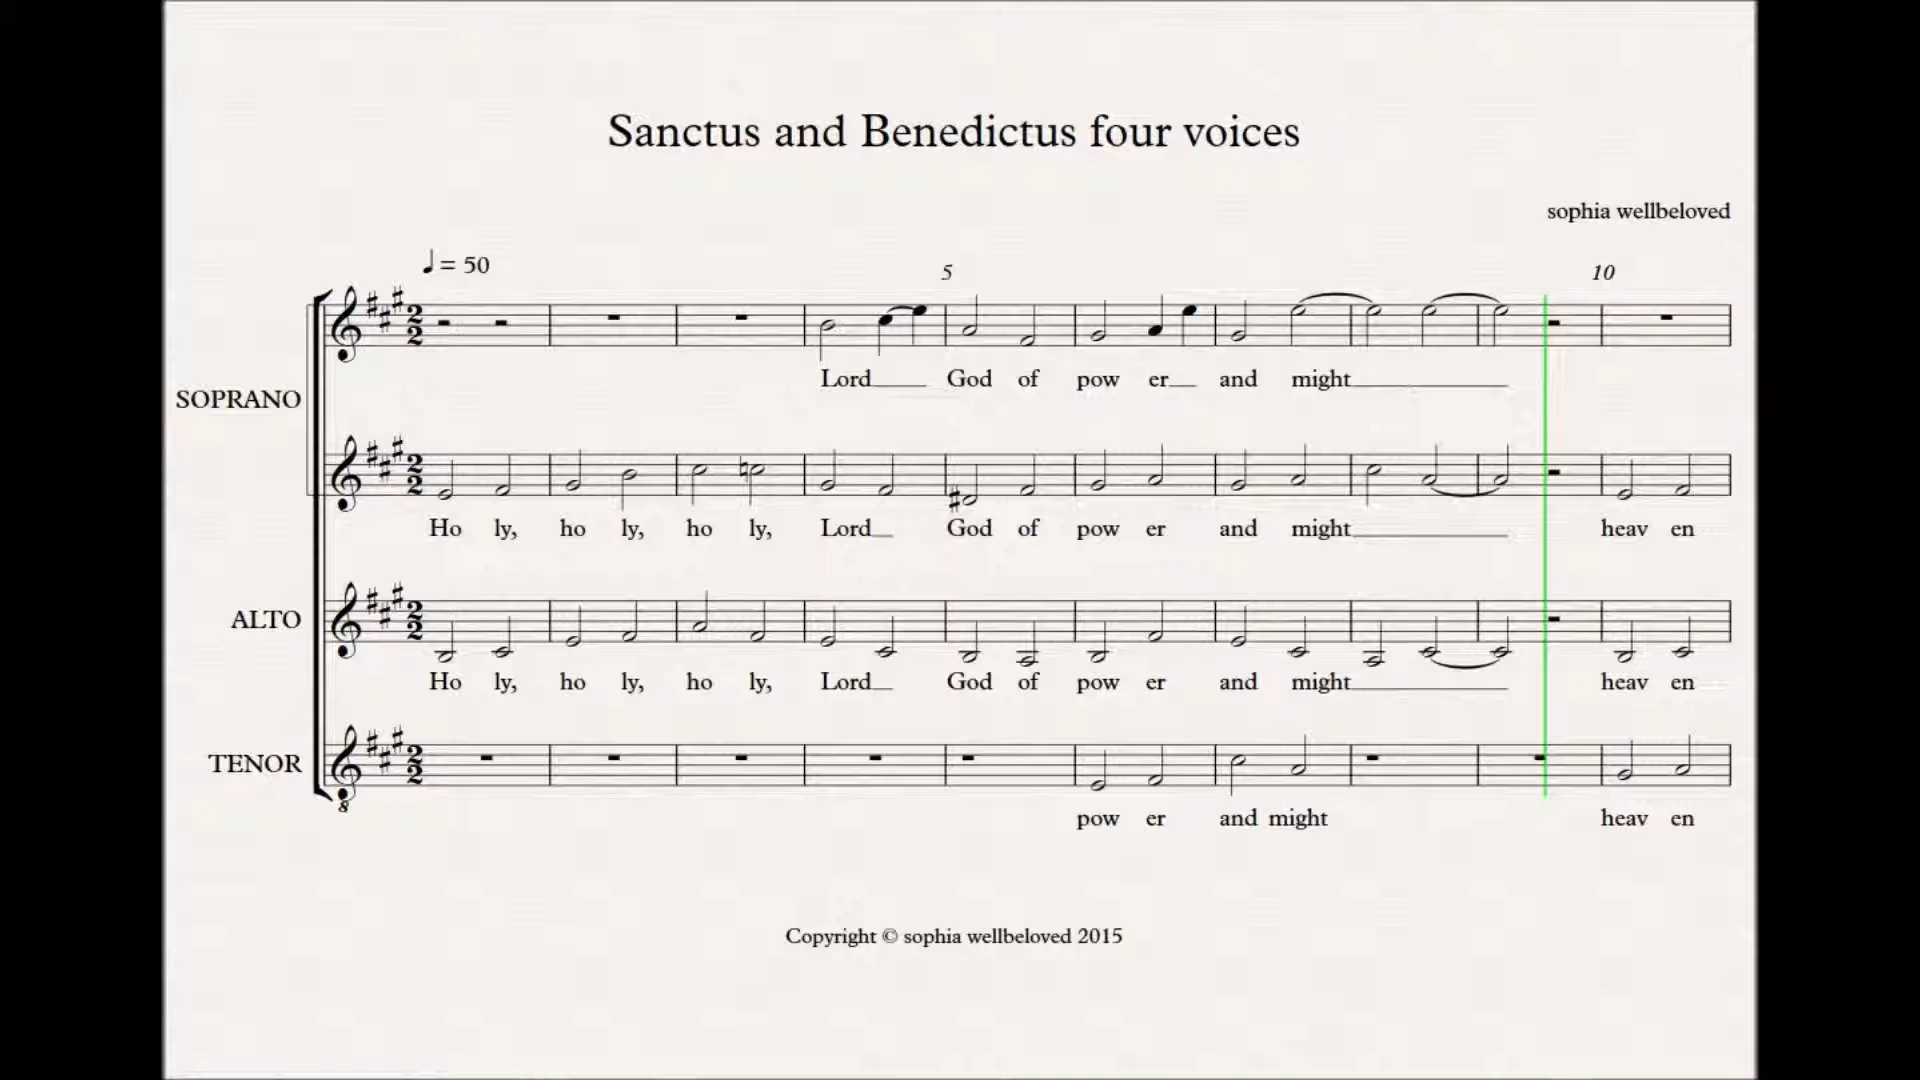 Sanctus and Benedictus four voices
sophia wellbeloved
♩ = 50
5
10
SOPRANO
Lord God of pow er and might
Ho ly, ho ly, ho ly, Lord God of pow er and might heav en
ALTO
Ho ly, ho ly, ho ly, Lord God of pow er and might heav en
TENOR
8
pow er and might heav en
Copyright © sophia wellbeloved 2015